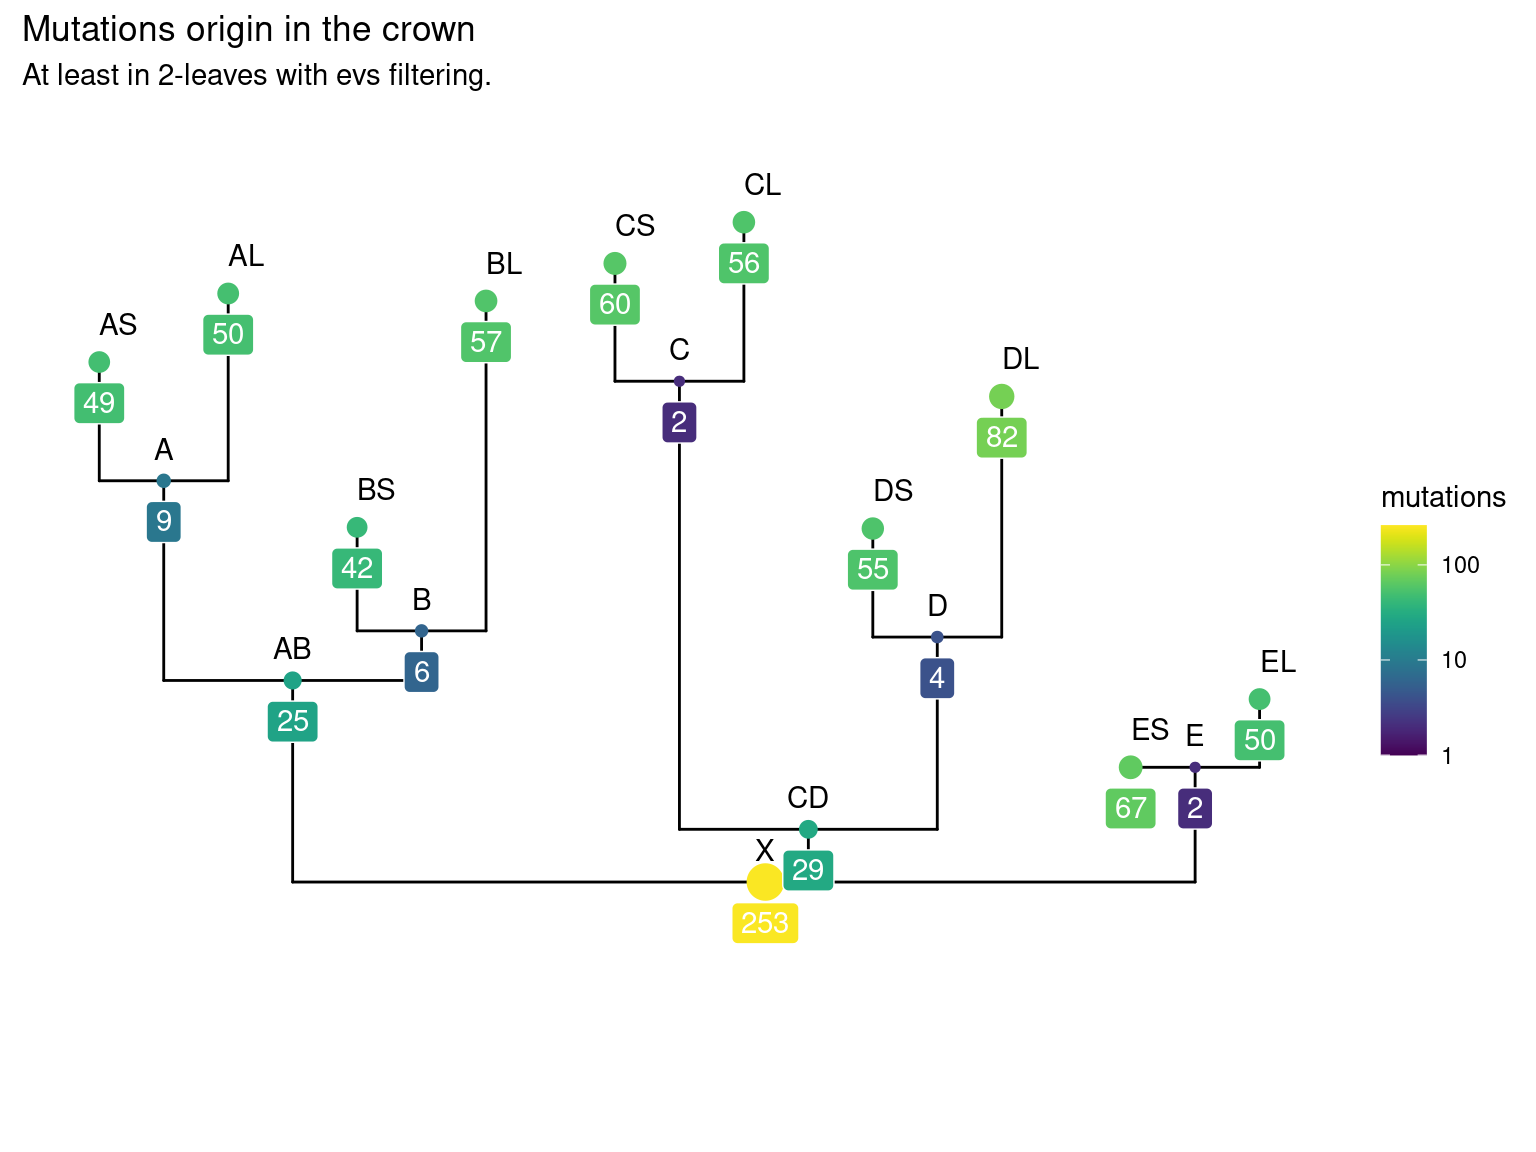 Mutations origin in the crown
At least in 2-leaves with evs filtering.
CL
CS
AL
56
BL
60
AS
50
57
C
DL
49
2
82
A
BS
DS
mutations
9
42
55
100
B
D
AB
6
4
10
EL
25
ES
E
50
1
CD
67
2
X
29
253